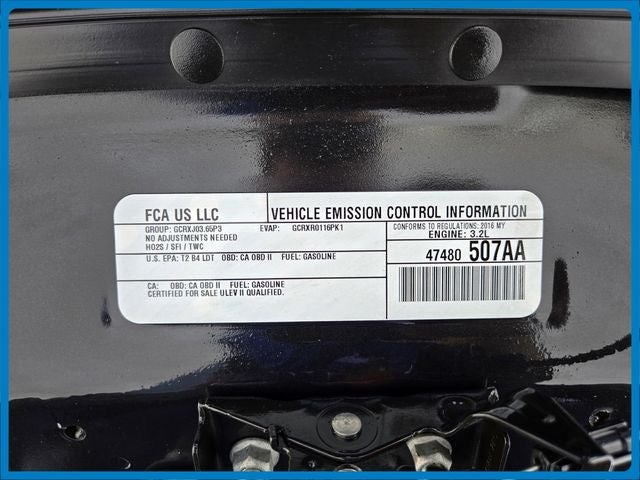 FCA US LLC
VEHICLE EMISSION CONTROL INFORMATION
GROUP: GCRXJ03.65P3 EVAP: GCRXR0116PK1
NO ADJUSTMENTS NEEDED
HO2S / SFI / TWC
CONFORMS TO REGULATIONS: 2016 MY
ENGINE: 3.2L
U.S. EPA: T2 B4 LDT OBD: CA OBD II FUEL: GASOLINE
47480 507AA
CA: OBD: CA OBD II FUEL: GASOLINE
CERTIFIED FOR SALE ULEV II QUALIFIED.